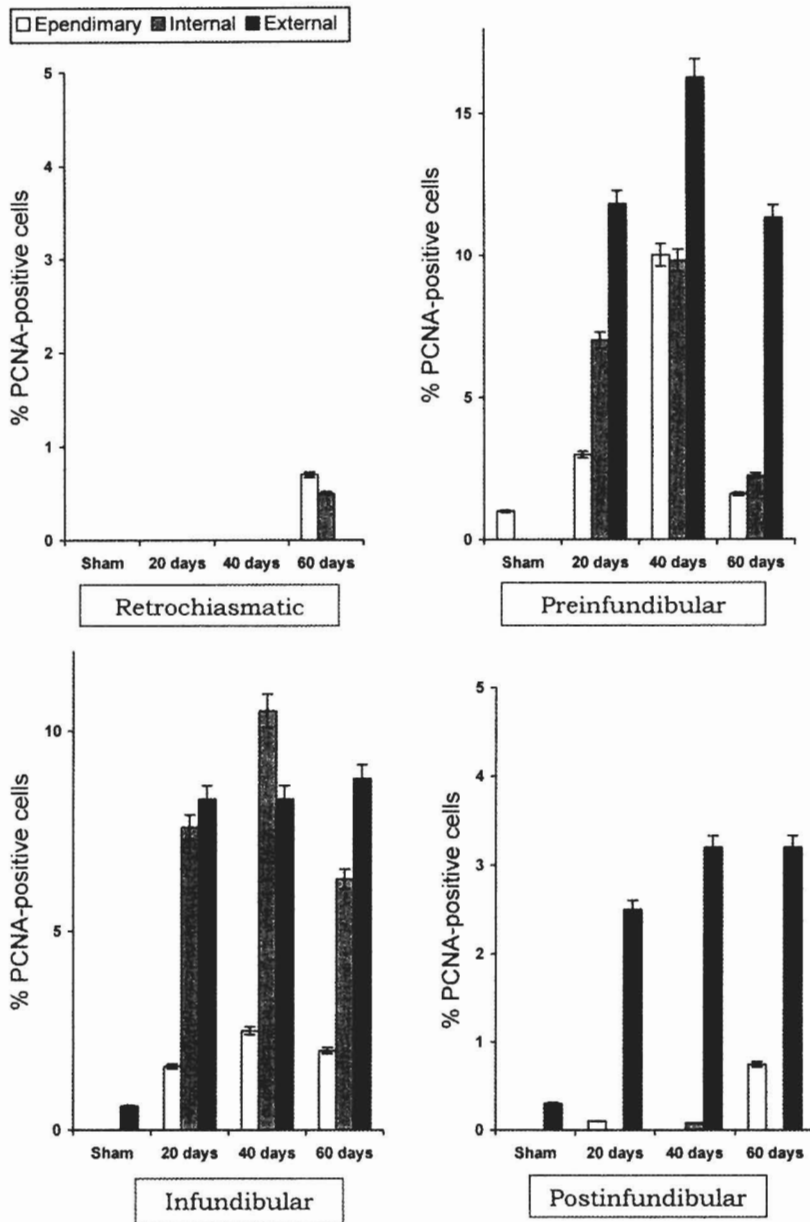 Ependimary Internal External
% PCNA-positive cells
5
4
3
2
1
0
Sham 20 days 40 days 60 days
Retrochiasmatic
% PCNA-positive cells
15
10
5
0
Sham 20 days 40 days 60 days
Preinfundibular
% PCNA-positive cells
10
5
0
Sham 20 days 40 days 60 days
Infundibular
% PCNA-positive cells
5
4
3
2
1
0
Sham 20 days 40 days 60 days
Postinfundibular